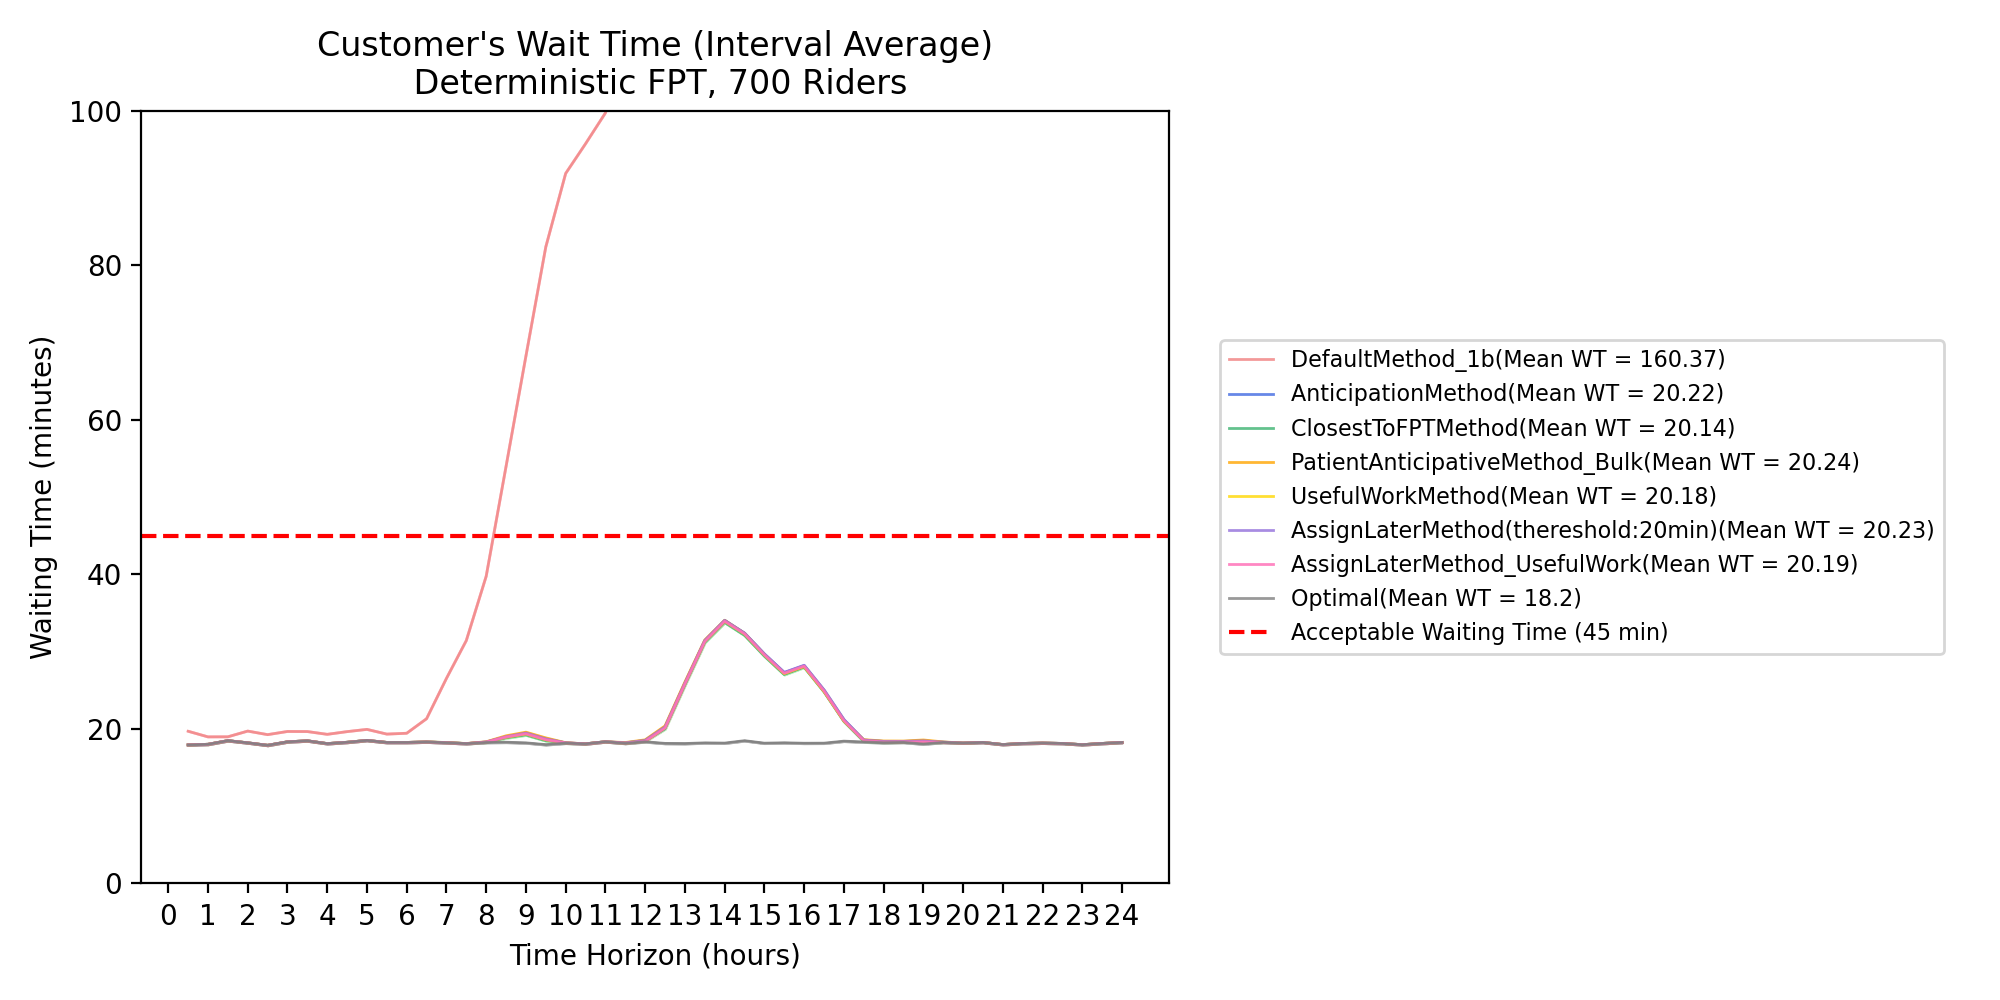 Customer's Wait Time (Interval Average)
Deterministic FPT, 700 Riders
100
80
60
40
20
0
Waiting Time (minutes)
0 1 2 3 4 5 6 7 8 9 10 11 12 13 14 15 16 17 18 19 20 21 22 23 24
Time Horizon (hours)
DefaultMethod_1b(Mean WT = 160.37)
AnticipationMethod(Mean WT = 20.22)
ClosestToFPTMethod(Mean WT = 20.14)
PatientAnticipativeMethod_Bulk(Mean WT = 20.24)
UsefulWorkMethod(Mean WT = 20.18)
AssignLaterMethod(thereshold:20min)(Mean WT = 20.23)
AssignLaterMethod_UsefulWork(Mean WT = 20.19)
Optimal(Mean WT = 18.2)
Acceptable Waiting Time (45 min)